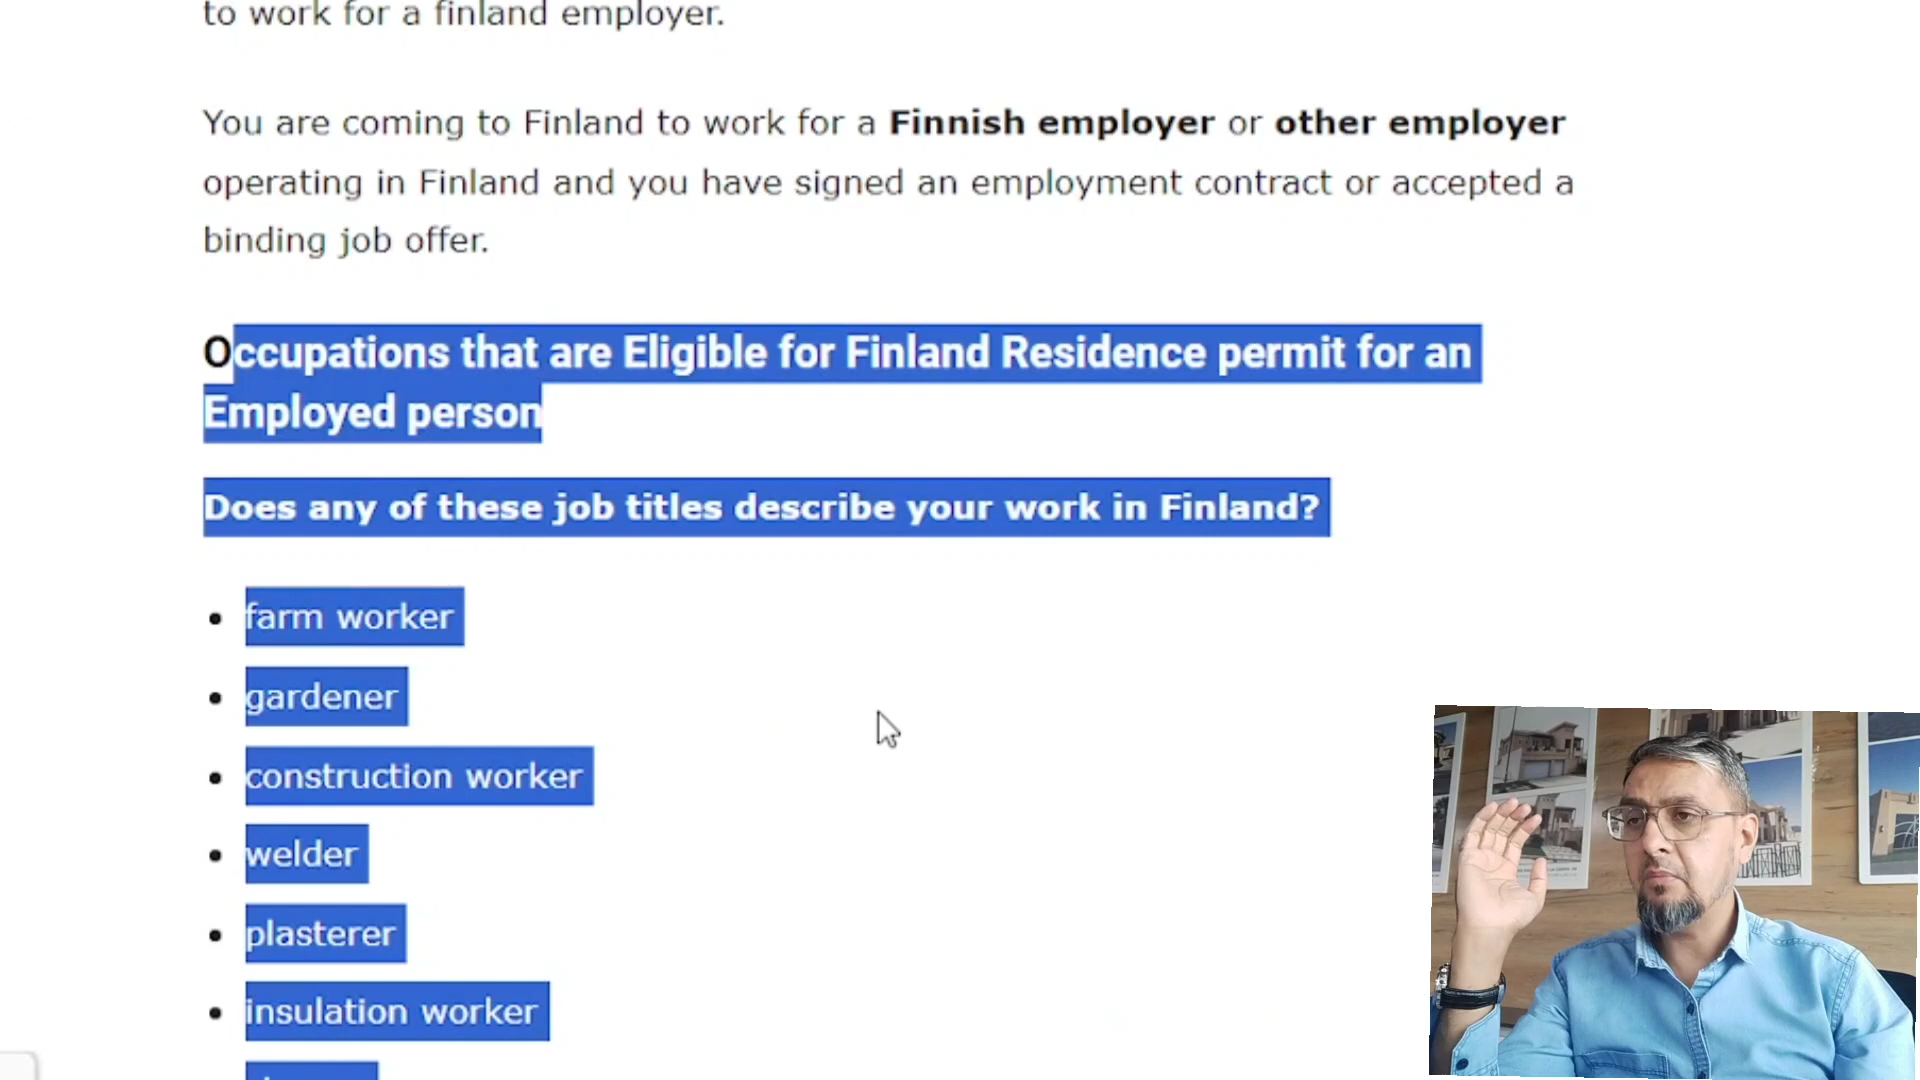 to work for a finland employer.
You are coming to Finland to work for a Finnish employer or other employer
operating in Finland and you have signed an employment contract or accepted a
binding job offer.
Occupations that are Eligible for Finland Residence permit for an
Employed person
Does any of these job titles describe your work in Finland?
farm worker
gardener
construction worker
welder
plasterer
insulation worker